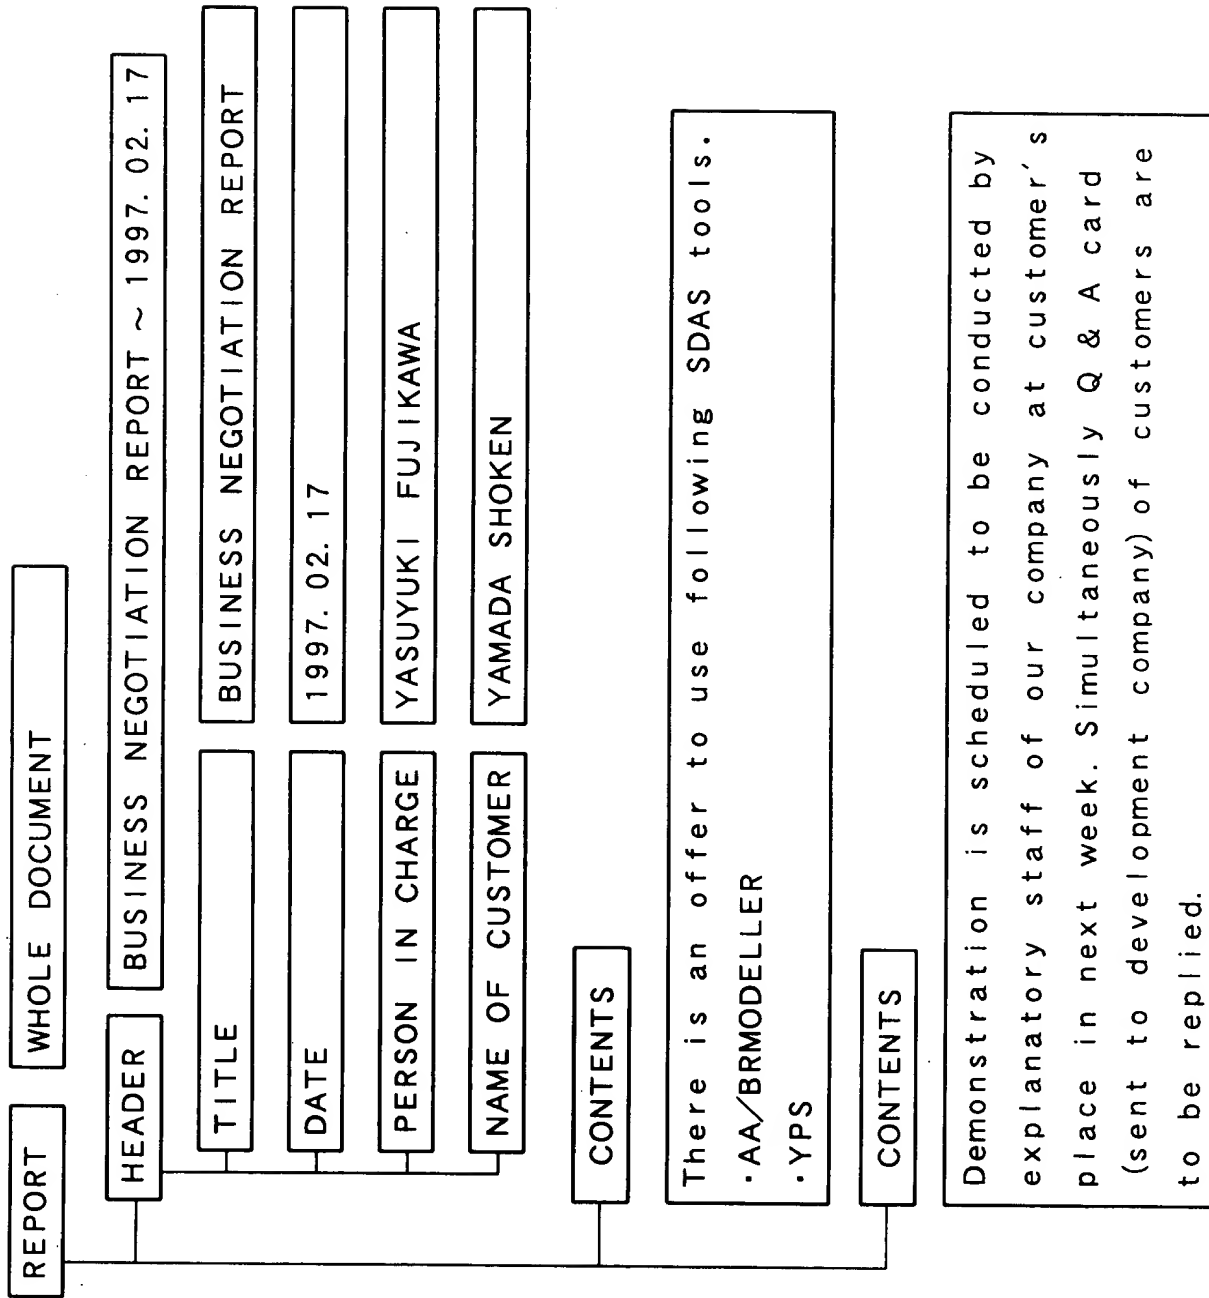 REPORT
WHOLE DOCUMENT
HEADER
BUSINESS NEGOTIATION REPORT ~ 1997. 02. 17
TITLE
BUSINESS NEGOTIATION REPORT
DATE
1997. 02. 17
PERSON IN CHARGE
YASUYUKI FUJIKAWA
NAME OF CUSTOMER
YAMADA SHOKEN
CONTENTS
There is an offer to use following SDAS tools.
・AA/BRMODELLER
・YPS
CONTENTS
Demonstration is scheduled to be conducted by
explanatory staff of our company at customer's
place in next week. Simultaneously Q & A card
(sent to development company) of customers are
to be replied.